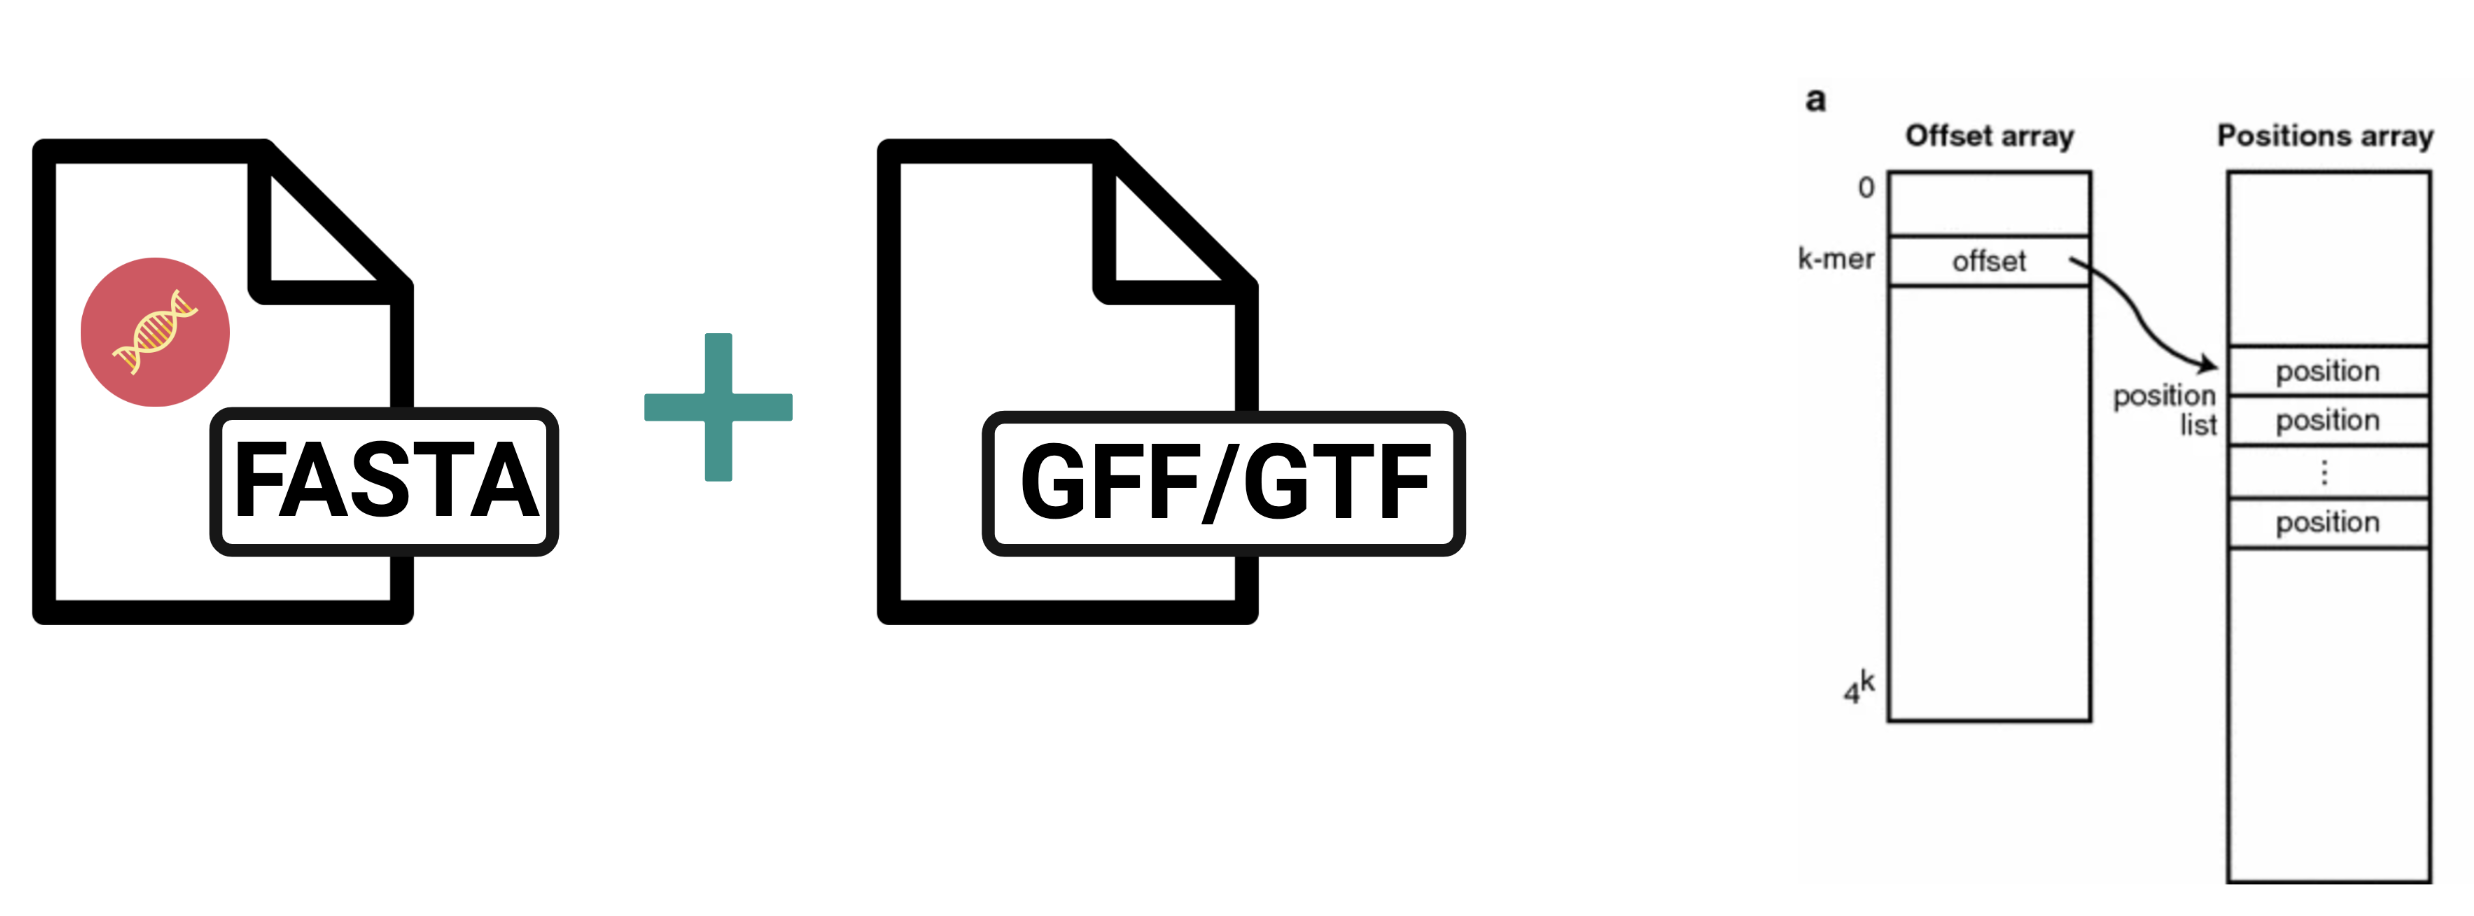 FASTA
GFF/GTF
a
Offset array
Positions array
0
k-mer
offset
position
list
position
position
⋮
position
4^k